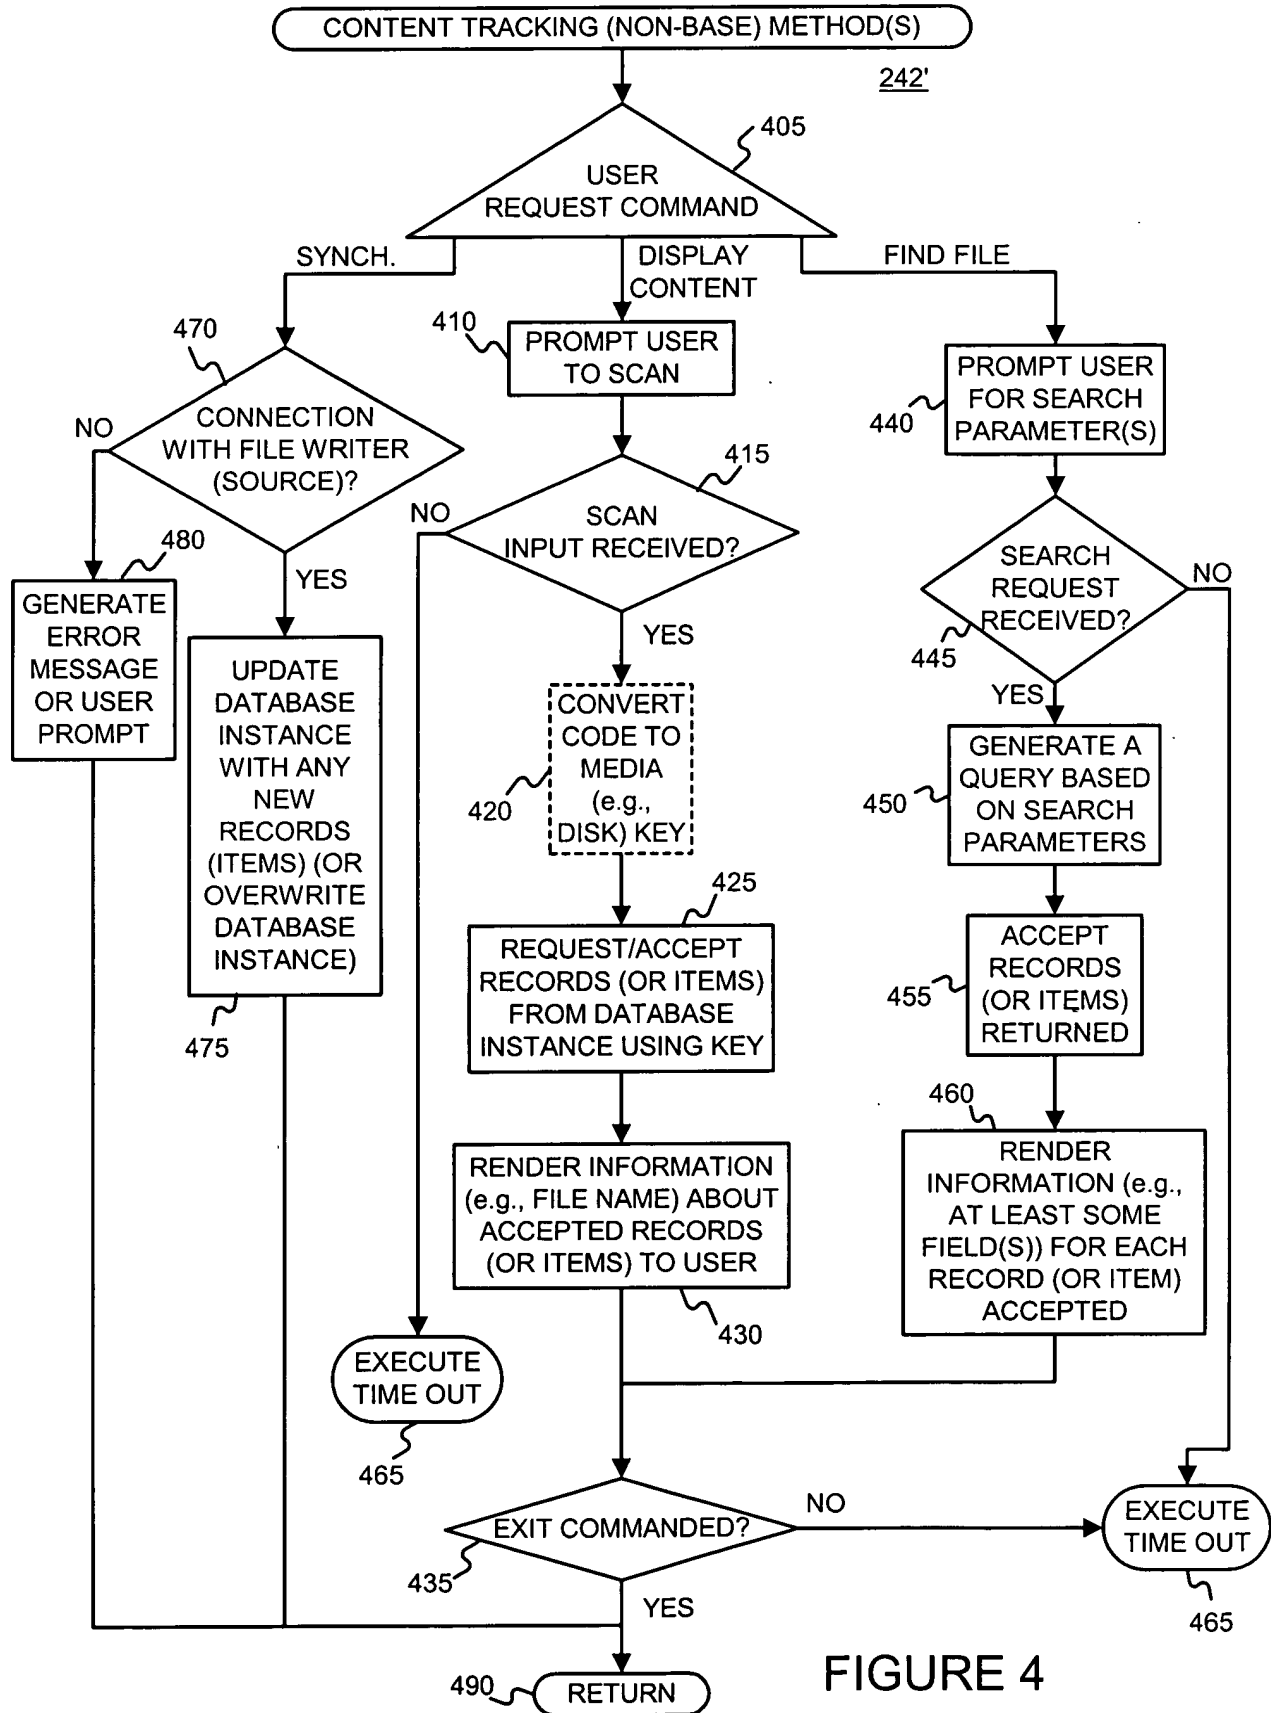 CONTENT TRACKING (NON-BASE) METHOD(S)
242'
405
USER
REQUEST COMMAND
SYNCH.
DISPLAY
CONTENT
FIND FILE
470
CONNECTION
WITH FILE WRITER
(SOURCE)?
NO
YES
480
GENERATE
ERROR
MESSAGE
OR USER
PROMPT
UPDATE
DATABASE
INSTANCE
WITH ANY
NEW
RECORDS
(ITEMS) (OR
OVERWRITE
DATABASE
INSTANCE)
475
410
PROMPT USER
TO SCAN
415
SCAN
INPUT RECEIVED?
NO
YES
CONVERT
CODE TO
MEDIA
(e.g.,
DISK) KEY
420
425
REQUEST/ACCEPT
RECORDS (OR ITEMS)
FROM DATABASE
INSTANCE USING KEY
RENDER INFORMATION
(e.g., FILE NAME) ABOUT
ACCEPTED RECORDS
(OR ITEMS) TO USER
430
EXECUTE
TIME OUT
465
PROMPT USER
FOR SEARCH
PARAMETER(S)
440
SEARCH
REQUEST
RECEIVED?
445
NO
YES
GENERATE A
QUERY BASED
ON SEARCH
PARAMETERS
450
ACCEPT
RECORDS
(OR ITEMS)
RETURNED
455
460
RENDER
INFORMATION (e.g.,
AT LEAST SOME
FIELD(S)) FOR EACH
RECORD (OR ITEM)
ACCEPTED
EXIT COMMANDED?
435
NO
YES
EXECUTE
TIME OUT
465
490
RETURN
FIGURE 4